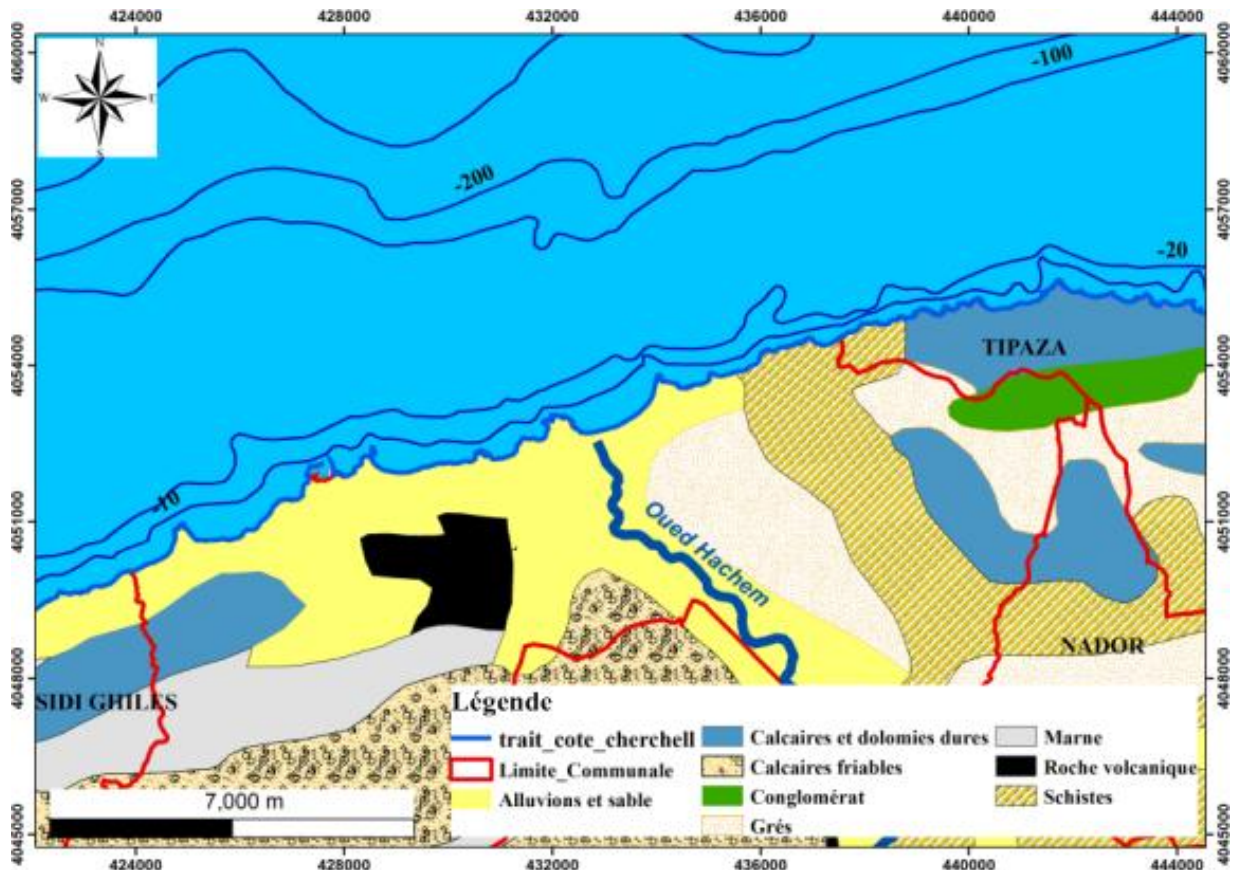 424000 428000 432000 436000 440000 444000
4060000
4060000
N
W E
S
-100
-200
4057000
4057000
-20
TIPAZA
4054000
4054000
-10
4051000
4051000
Oued Hachem
NADOR
4048000
4048000
SIDI GHILES
Légende
trait_cote_cherchell Calcaires et dolomies dures Marne
Limite_Communale Calcaires friables Roche volcanique
Alluvions et sable Conglomérat Schistes
Grés
7,000 m
4045000
4045000
424000 428000 432000 436000 440000 444000